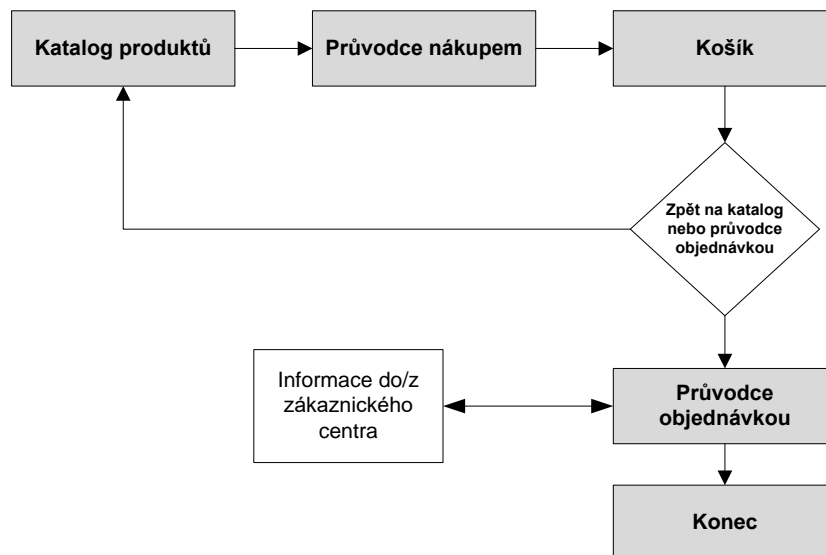 Katalog produktů
Průvodce nákupem
Košík
Zpět na katalog
nebo průvodce
objednávkou
Informace do/z
zákaznického
centra
Průvodce
objednávkou
Konec